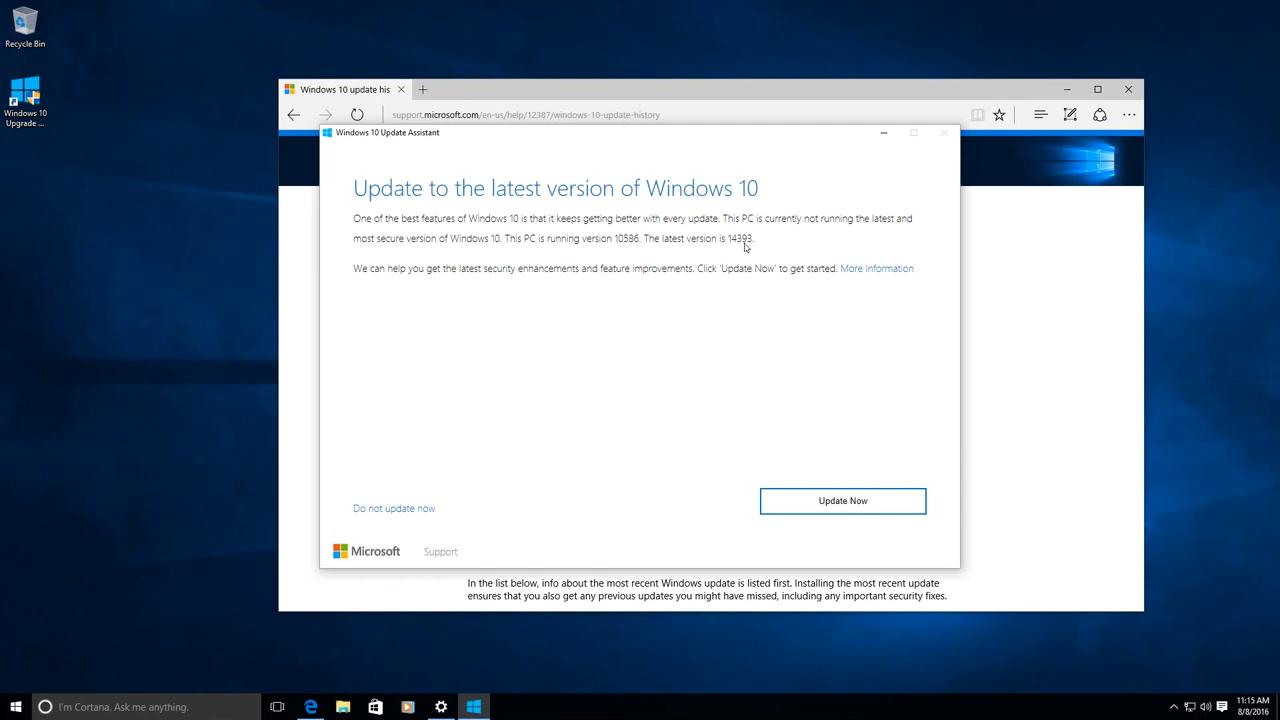 Recycle Bin
Windows 10
Upgrade ...
Windows 10 update his
support.microsoft.com/en-us/help/12387/windows-10-update-history
Windows 10 Update Assistant
Update to the latest version of Windows 10
One of the best features of Windows 10 is that it keeps getting better with every update. This PC is currently not running the latest and
most secure version of Windows 10. This PC is running version 10586. The latest version is 14393.
We can help you get the latest security enhancements and feature improvements. Click 'Update Now' to get started. More Information
Do not update now
Update Now
Microsoft
Support
In the list below, info about the most recent Windows update is listed first. Installing the most recent update
ensures that you also get any previous updates you might have missed, including any important security fixes.
I'm Cortana. Ask me anything.
11:15 AM
8/8/2016